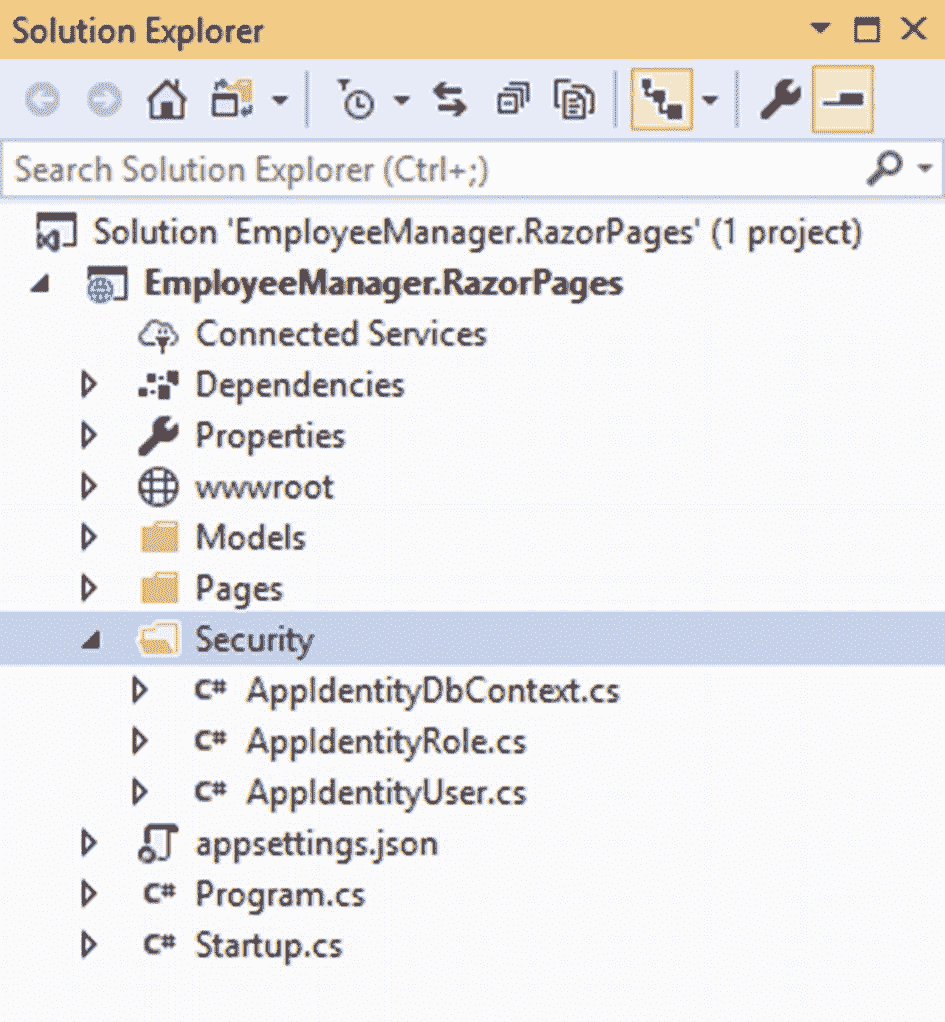 Solution Explorer
Search Solution Explorer (Ctrl+;)
Solution 'EmployeeManager.RazorPages' (1 project)
EmployeeManager.RazorPages
Connected Services
Dependencies
Properties
wwwroot
Models
Pages
Security
C# AppIdentityDbContext.cs
C# AppIdentityRole.cs
C# AppIdentityUser.cs
appsettings.json
C# Program.cs
C# Startup.cs